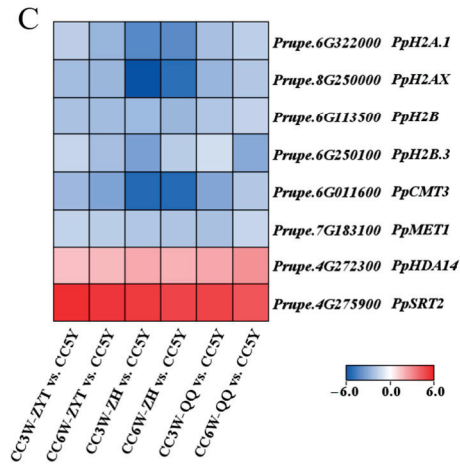 C
Prupe.6G322000 PpH2A.1
Prupe.8G250000 PpH2AX
Prupe.6G113500 PpH2B
Prupe.6G250100 PpH2B.3
Prupe.6G011600 PpCMT3
Prupe.7G183100 PpMET1
Prupe.4G272300 PpHDA14
Prupe.4G275900 PpSRT2
CC3W-ZYT vs. CC5Y
CC6W-ZYT vs. CC5Y
CC3W-ZH vs. CC5Y
CC6W-ZH vs. CC5Y
CC3W-QQ vs. CC5Y
CC6W-QQ vs. CC5Y
−6.0 0.0 6.0